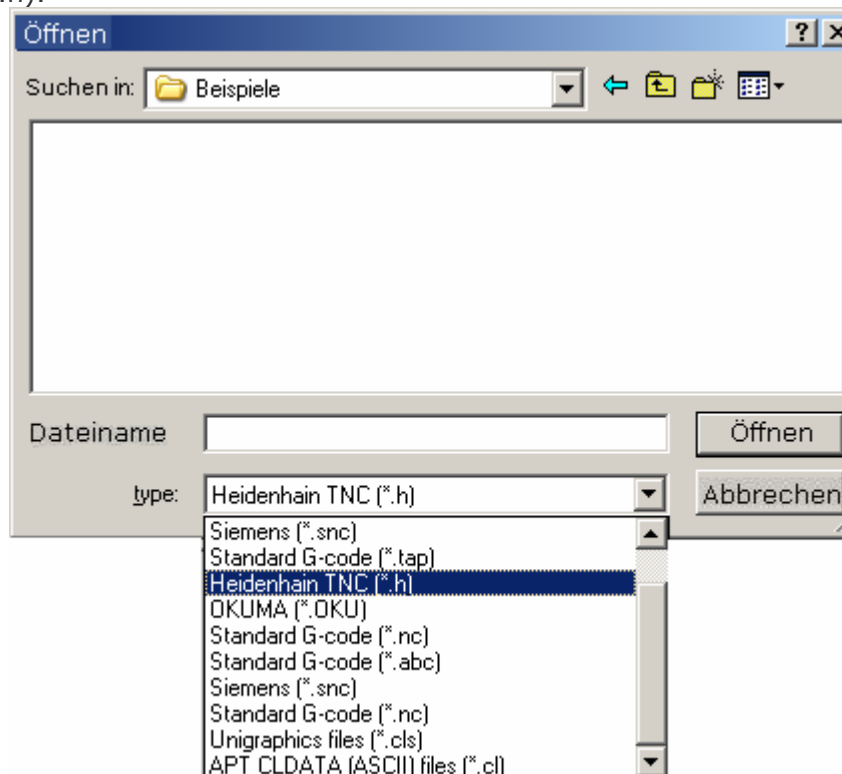 Öffnen
Suchen in: Beispiele
Dateiname
Öffnen
type: Heidenhain TNC (*.h)
Abbrechen
Siemens (*.snc)
Standard G-code (*.tap)
Heidenhain TNC (*.h)
OKUMA (*.OKU)
Standard G-code (*.nc)
Standard G-code (*.abc)
Siemens (*.snc)
Standard G-code (*.nc)
Unigraphics files (*.cls)
APT CLDATA (ASCII) files (*.cl)